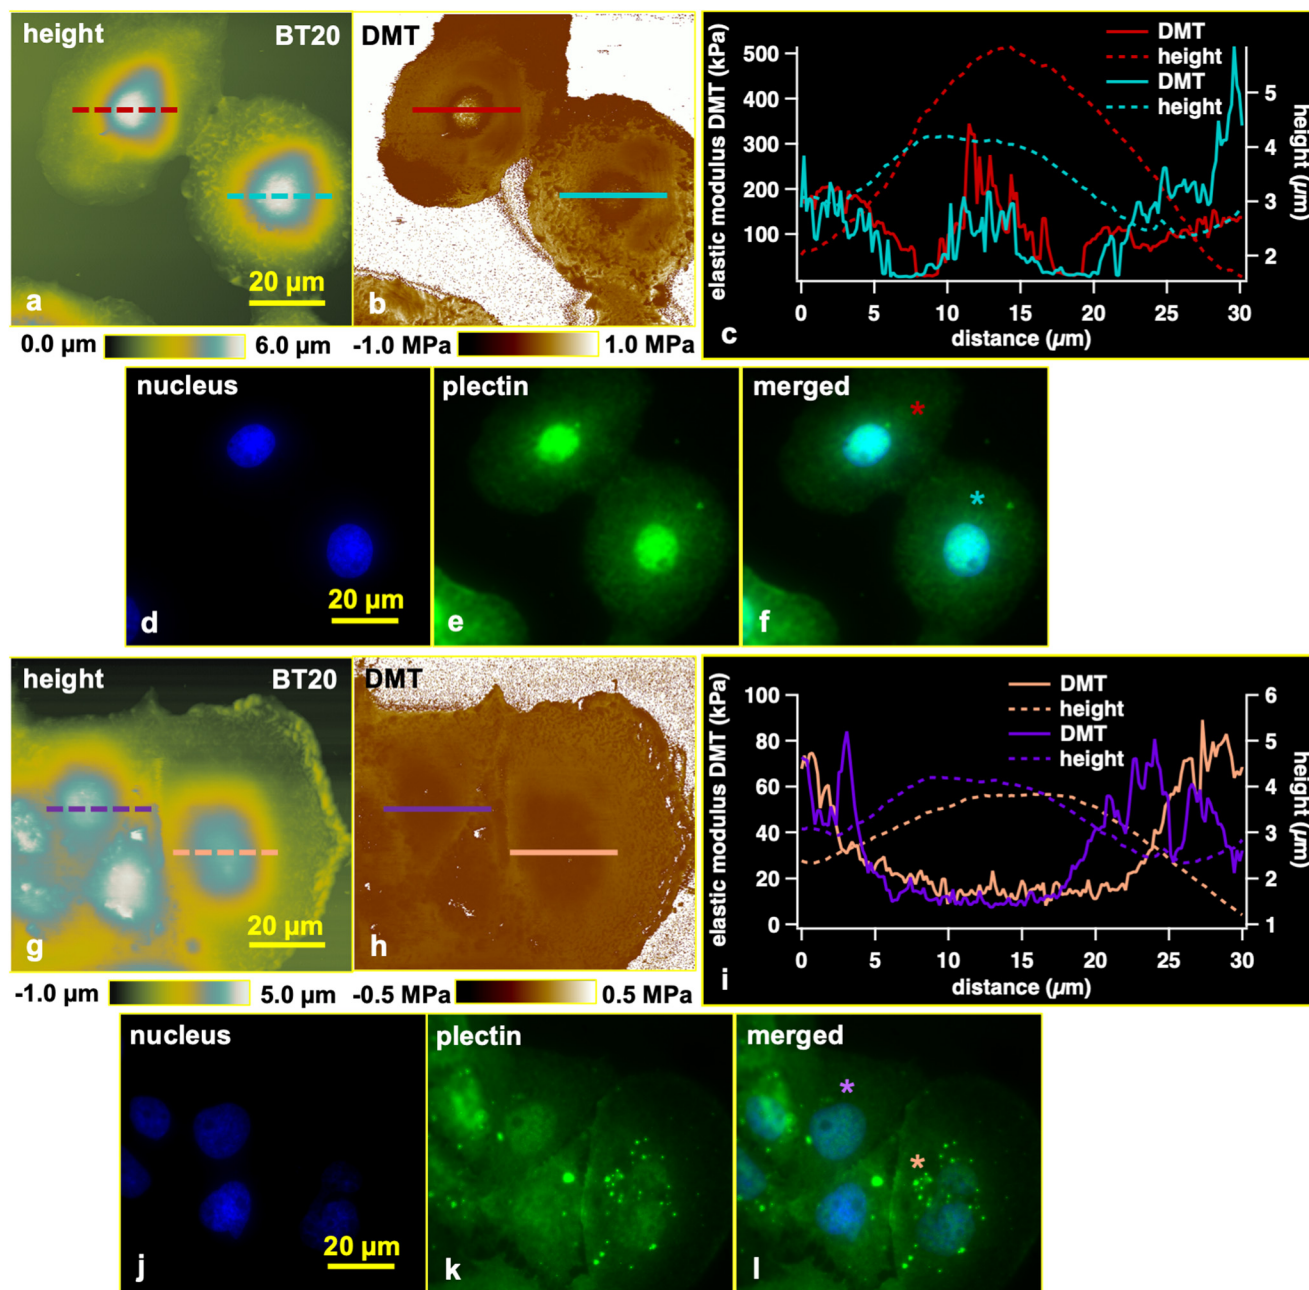 height BT20
a
20 µm
DMT
b
0.0 µm 6.0 µm
-1.0 MPa 1.0 MPa
elastic modulus DMT (kPa)
500
400
300
200
100
DMT
height
DMT
height
5
4
3
2
height (µm)
0 5 10 15 20 25 30
distance (µm)
c
nucleus
d
20 µm
plectin
e
merged
*
*
f
height BT20
g
20 µm
DMT
h
-1.0 µm 5.0 µm
-0.5 MPa 0.5 MPa
elastic modulus DMT (kPa)
100
80
60
40
20
0
DMT
height
DMT
height
6
5
4
3
2
1
height (µm)
0 5 10 15 20 25 30
distance (µm)
i
nucleus
j
20 µm
plectin
k
merged
*
*
l